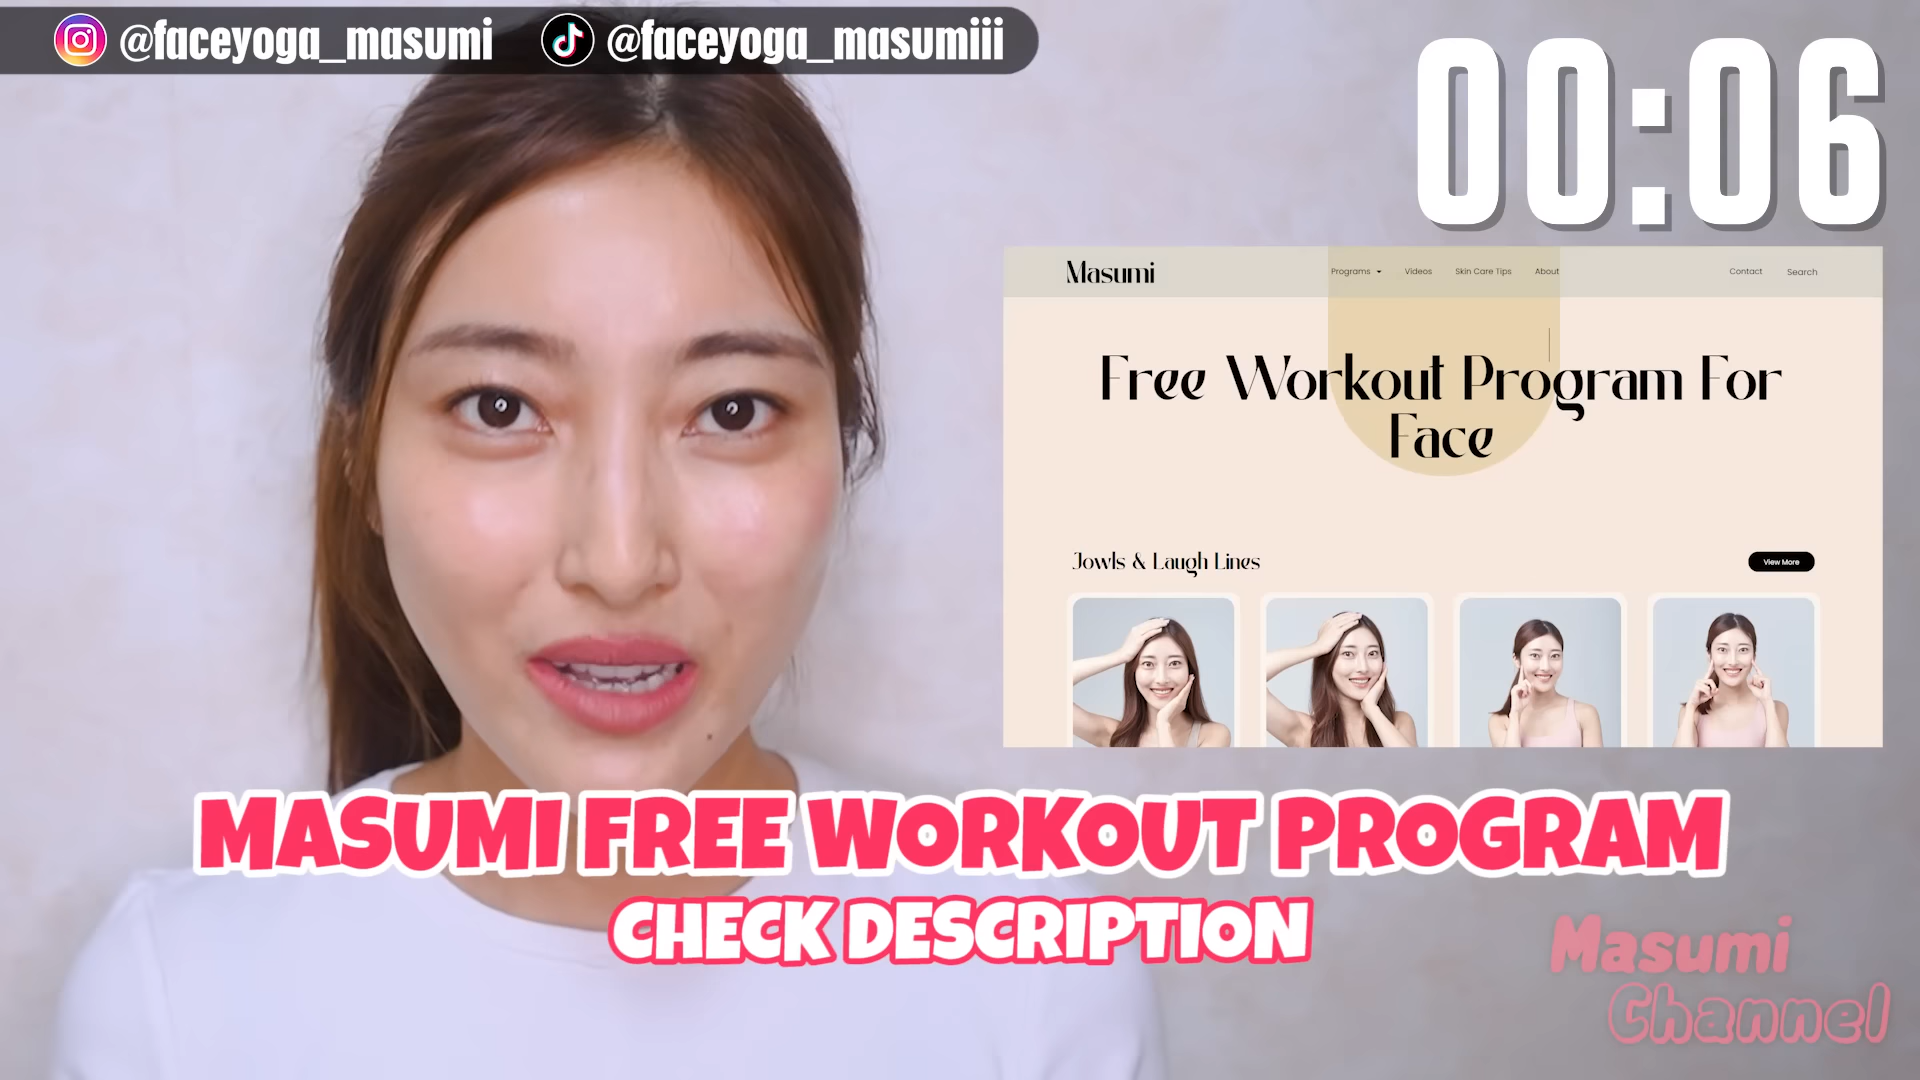 @faceyoga_masumi @faceyoga_masumiii
00:06
Masumi Programs Videos Skin Care Tips About Contact Search
Free Workout Program For
Face
Jowls & Laugh Lines View More
MASUMI FREE WORKOUT PROGRAM
CHECK DESCRIPTION
Masumi
Channel